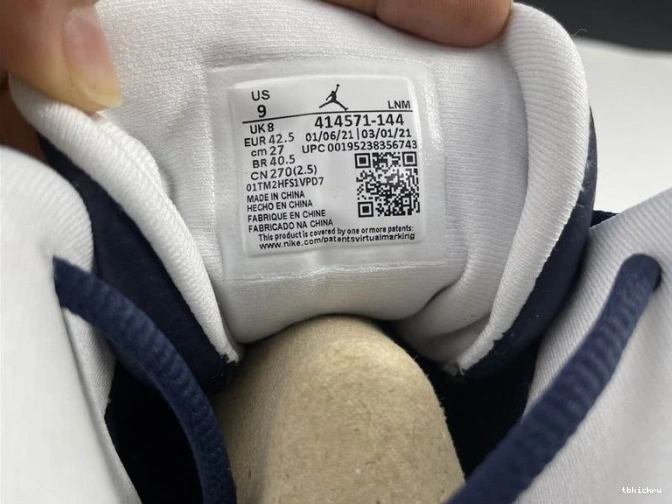 US
9
LNM
UK 8
414571-144
EUR 42.5
01/06/21 | 03/01/21
cm 27
UPC 00195238356743
BR 40.5
CN 270(2.5)
01TM2HFS1VPD7
MADE IN CHINA
HECHO EN CHINA
FABRIQUE EN CHINE
FABRICADO NA CHINA
This product is covered by one or more patents:
www.nike.com/patentsvirtualmarking
tbkickru